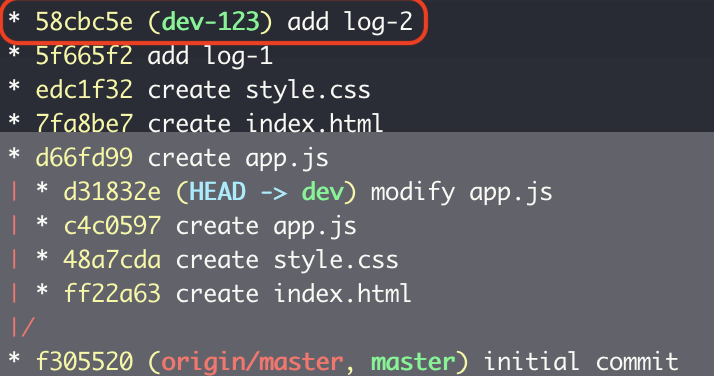 * 58cbc5e (dev-123) add log-2
* 5f665f2 add log-1
* edc1f32 create style.css
* 7fa8be7 create index.html
* d66fd99 create app.js
| * d31832e (HEAD -> dev) modify app.js
| * c4c0597 create app.js
| * 48a7cda create style.css
| * ff22a63 create index.html
|/
* f305520 (origin/master, master) initial commit